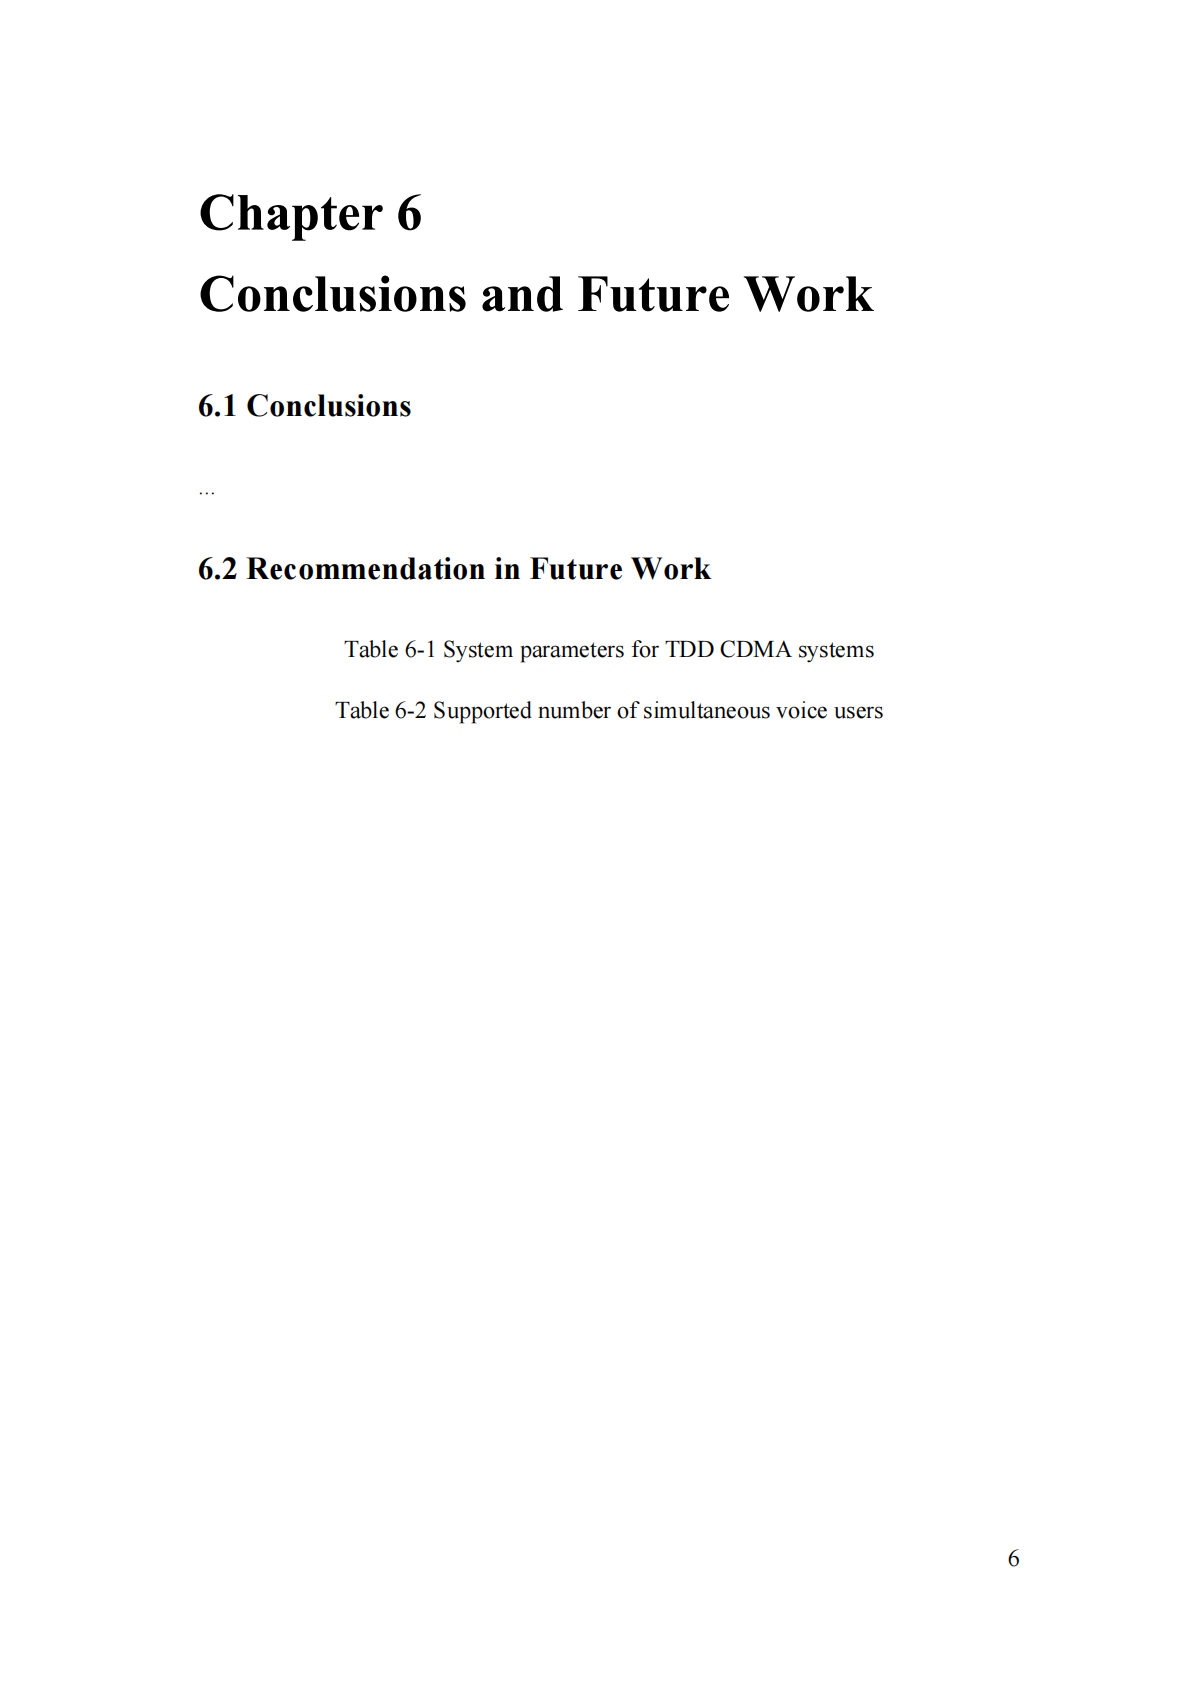 Chapter 6
Conclusions and Future Work
6.1 Conclusions
…
6.2 Recommendation in Future Work
Table 6-1 System parameters for TDD CDMA systems
Table 6-2 Supported number of simultaneous voice users
6